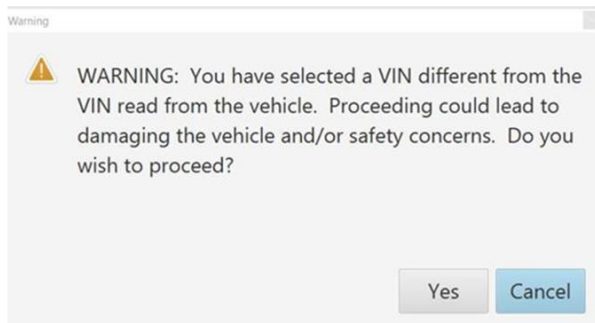 Warning
WARNING: You have selected a VIN different from the
VIN read from the vehicle. Proceeding could lead to
damaging the vehicle and/or safety concerns. Do you
wish to proceed?
Yes
Cancel